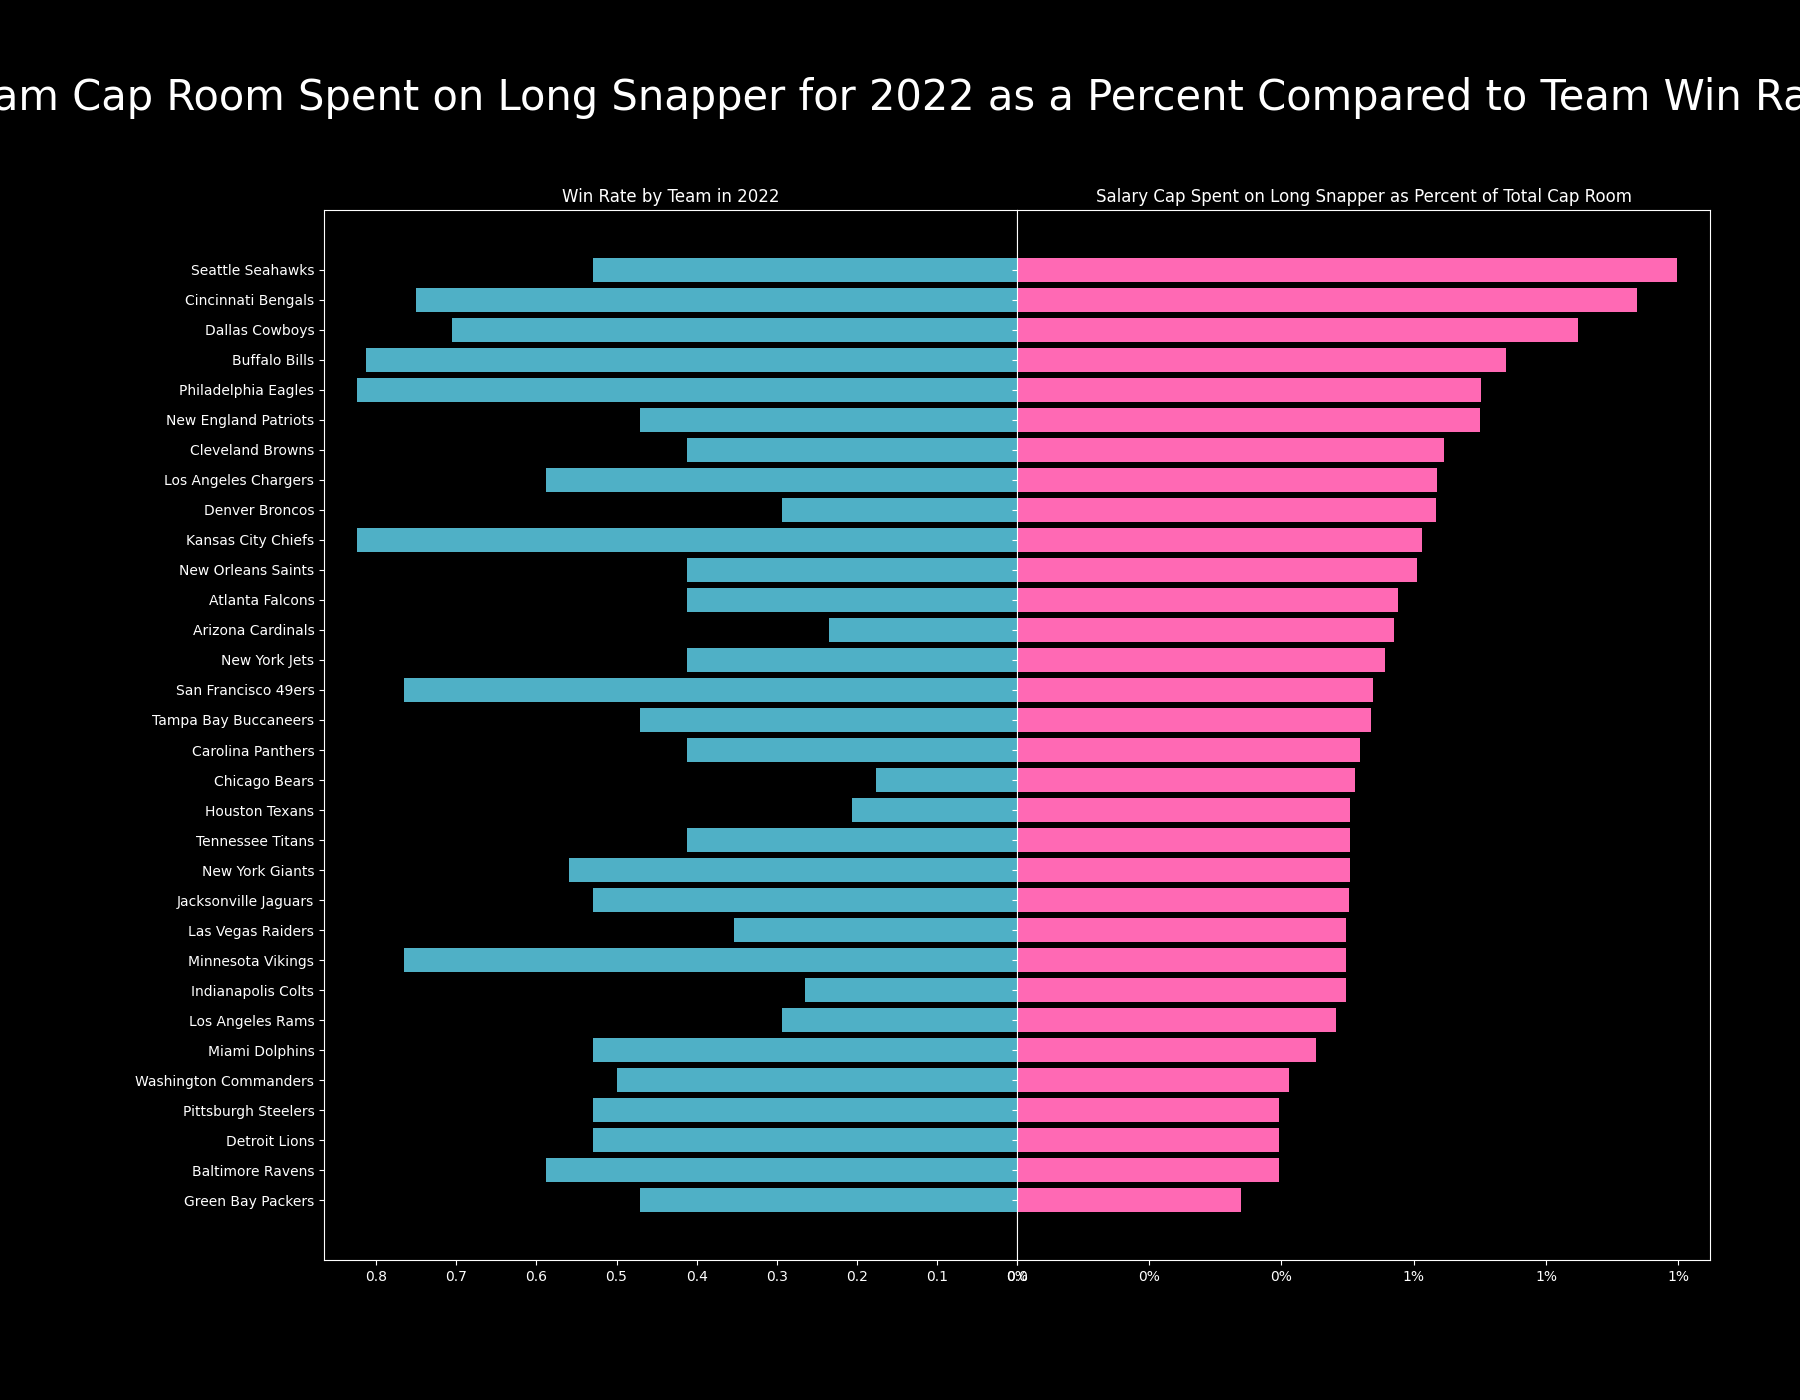 am Cap Room Spent on Long Snapper for 2022 as a Percent Compared to Team Win Ra
Win Rate by Team in 2022
Salary Cap Spent on Long Snapper as Percent of Total Cap Room
Seattle Seahawks
Cincinnati Bengals
Dallas Cowboys
Buffalo Bills
Philadelphia Eagles
New England Patriots
Cleveland Browns
Los Angeles Chargers
Denver Broncos
Kansas City Chiefs
New Orleans Saints
Atlanta Falcons
Arizona Cardinals
New York Jets
San Francisco 49ers
Tampa Bay Buccaneers
Carolina Panthers
Chicago Bears
Houston Texans
Tennessee Titans
New York Giants
Jacksonville Jaguars
Las Vegas Raiders
Minnesota Vikings
Indianapolis Colts
Los Angeles Rams
Miami Dolphins
Washington Commanders
Pittsburgh Steelers
Detroit Lions
Baltimore Ravens
Green Bay Packers
0.8 0.7 0.6 0.5 0.4 0.3 0.2 0.1
0% 0% 1% 1% 1%